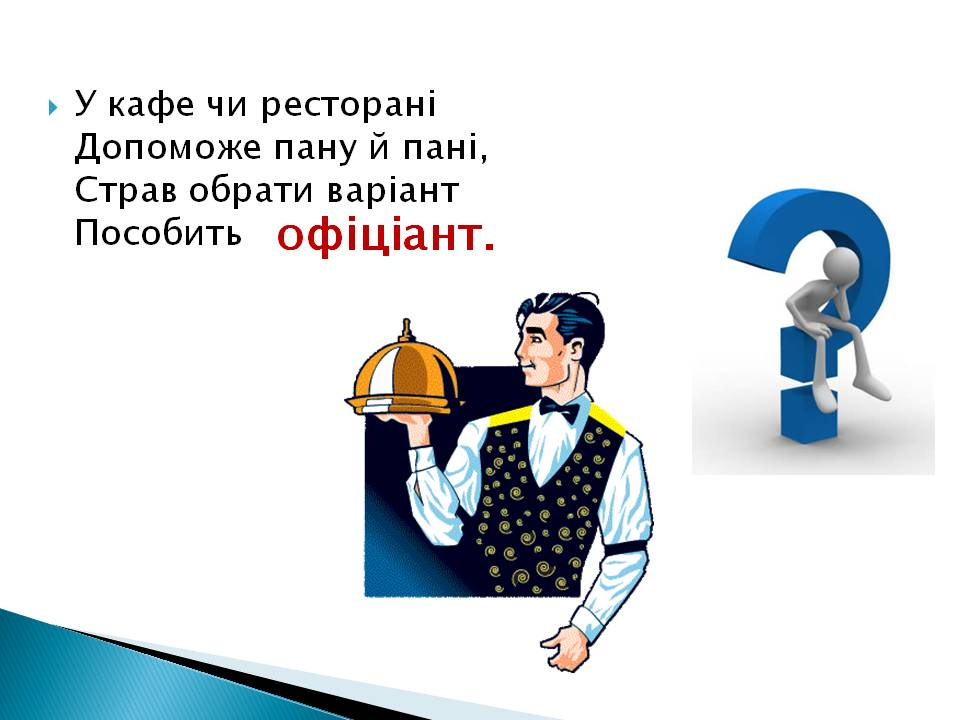 У кафе чи ресторані
Допоможе пану й пані,
Страв обрати варіант
Пособить офіціант.